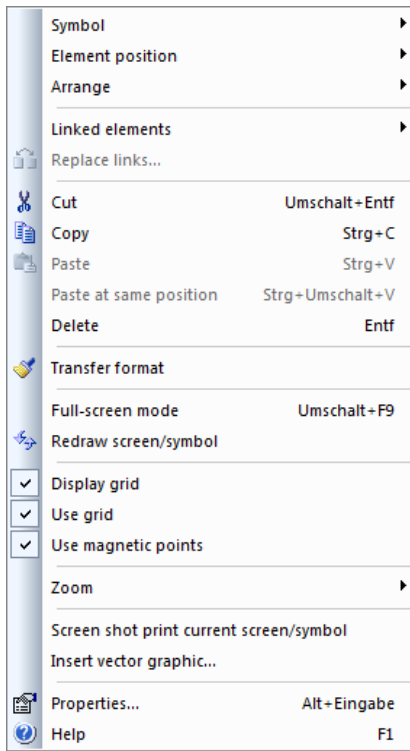 Symbol
Element position
Arrange
Linked elements
Replace links...
Cut Umschalt+Entf
Copy Strg+C
Paste Strg+V
Paste at same position Strg+Umschalt+V
Delete Entf
Transfer format
Full-screen mode Umschalt+F9
Redraw screen/symbol
Display grid
Use grid
Use magnetic points
Zoom
Screen shot print current screen/symbol
Insert vector graphic...
Properties... Alt+Eingabe
Help F1